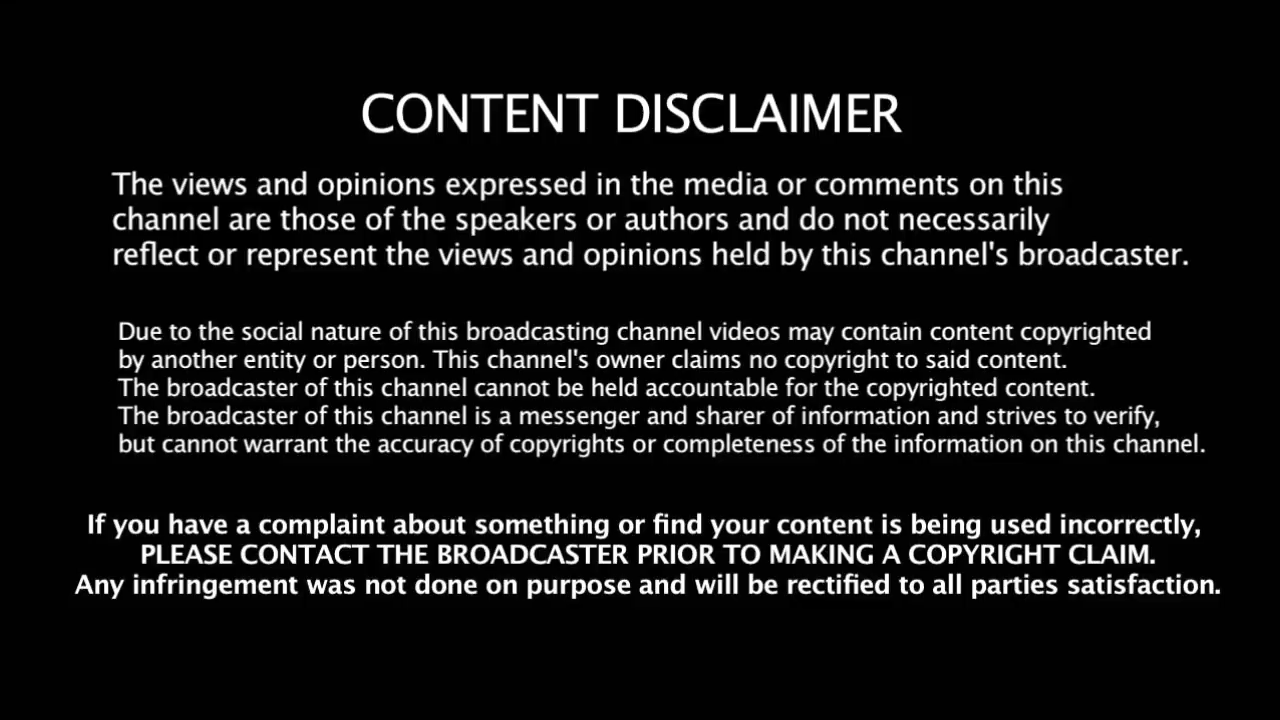 CONTENT DISCLAIMER
The views and opinions expressed in the media or comments on this
channel are those of the speakers or authors and do not necessarily
reflect or represent the views and opinions held by this channel's broadcaster.
Due to the social nature of this broadcasting channel videos may contain content copyrighted
by another entity or person. This channel's owner claims no copyright to said content.
The broadcaster of this channel cannot be held accountable for the copyrighted content.
The broadcaster of this channel is a messenger and sharer of information and strives to verify,
but cannot warrant the accuracy of copyrights or completeness of the information on this channel.
If you have a complaint about something or find your content is being used incorrectly,
PLEASE CONTACT THE BROADCASTER PRIOR TO MAKING A COPYRIGHT CLAIM.
Any infringement was not done on purpose and will be rectified to all parties satisfaction.